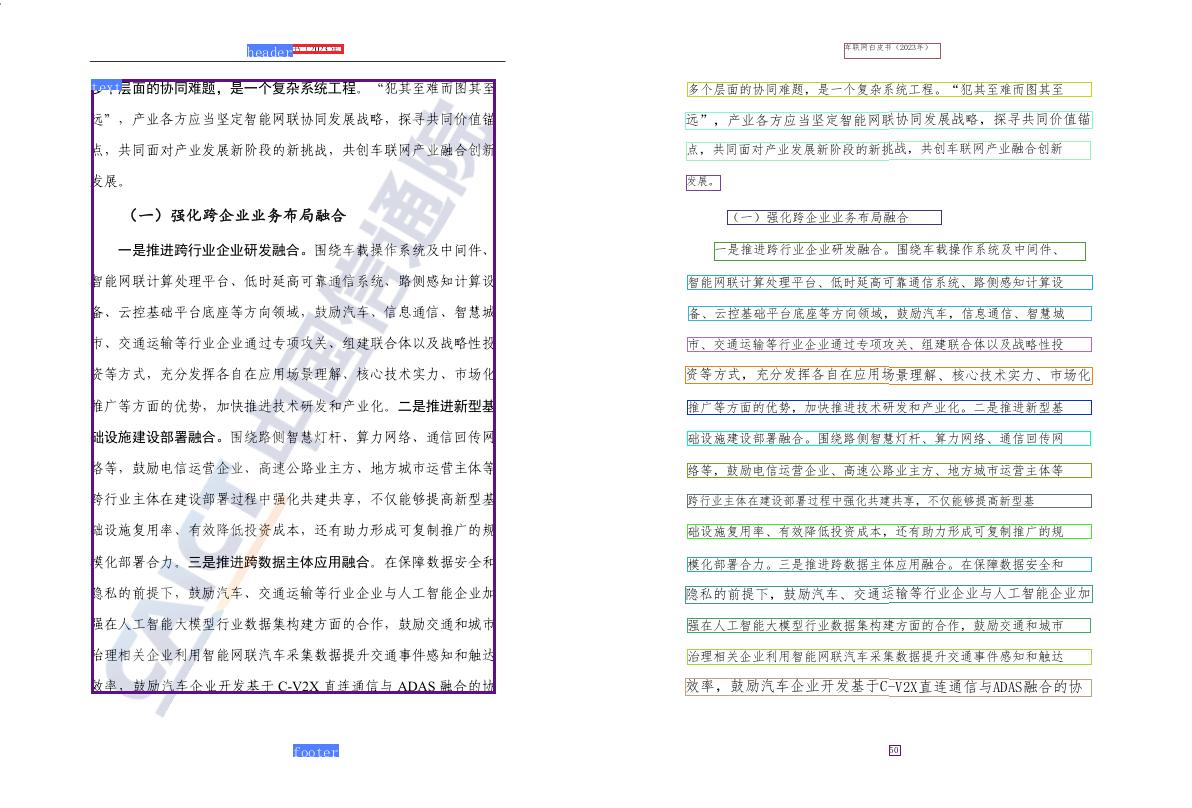 header
text
多个层面的协同难题，是一个复杂系统工程。“犯其至难而图其至
远”，产业各方应当坚定智能网联协同发展战略，探寻共同价值锚
点，共同面对产业发展新阶段的新挑战，共创车联网产业融合创新
发展。
（一）强化跨企业业务布局融合
一是推进跨行业企业研发融合。围绕车载操作系统及中间件、
智能网联计算处理平台、低时延高可靠通信系统、路侧感知计算设
备、云控基础平台底座等方向领域，鼓励汽车、信息通信、智慧城
市、交通运输等行业企业通过专项攻关、组建联合体以及战略性投
资等方式，充分发挥各自在应用场景理解、核心技术实力、市场化
推广等方面的优势，加快推进技术研发和产业化。二是推进新型基
础设施建设部署融合。围绕路侧智慧灯杆、算力网络、通信回传网
络等，鼓励电信运营企业、高速公路业主方、地方城市运营主体等
跨行业主体在建设部署过程中强化共建共享，不仅能够提高新型基
础设施复用率、有效降低投资成本，还有助力形成可复制推广的规
模化部署合力。三是推进跨数据主体应用融合。在保障数据安全和
隐私的前提下，鼓励汽车、交通运输等行业企业与人工智能企业加
强在人工智能大模型行业数据集构建方面的合作，鼓励交通和城市
治理相关企业利用智能网联汽车采集数据提升交通事件感知和触达
效率，鼓励汽车企业开发基于 C-V2X 直连通信与 ADAS 融合的协
CAICT 中国信通院
footer
车联网白皮书（2023年）
多个层面的协同难题，是一个复杂系统工程。“犯其至难而图其至
远”，产业各方应当坚定智能网联协同发展战略，探寻共同价值锚
点，共同面对产业发展新阶段的新挑战，共创车联网产业融合创新
发展。
（一）强化跨企业业务布局融合
一是推进跨行业企业研发融合。围绕车载操作系统及中间件、
智能网联计算处理平台、低时延高可靠通信系统、路侧感知计算设
备、云控基础平台底座等方向领域，鼓励汽车，信息通信、智慧城
市、交通运输等行业企业通过专项攻关、组建联合体以及战略性投
资等方式，充分发挥各自在应用场景理解、核心技术实力、市场化
推广等方面的优势，加快推进技术研发和产业化。二是推进新型基
础设施建设部署融合。围绕路侧智慧灯杆、算力网络、通信回传网
络等，鼓励电信运营企业、高速公路业主方、地方城市运营主体等
跨行业主体在建设部署过程中强化共建共享，不仅能够提高新型基
础设施复用率、有效降低投资成本，还有助力形成可复制推广的规
模化部署合力。三是推进跨数据主体应用融合。在保障数据安全和
隐私的前提下，鼓励汽车、交通运输等行业企业与人工智能企业加
强在人工智能大模型行业数据集构建方面的合作，鼓励交通和城市
治理相关企业利用智能网联汽车采集数据提升交通事件感知和触达
效率，鼓励汽车企业开发基于C-V2X直连通信与ADAS融合的协
50